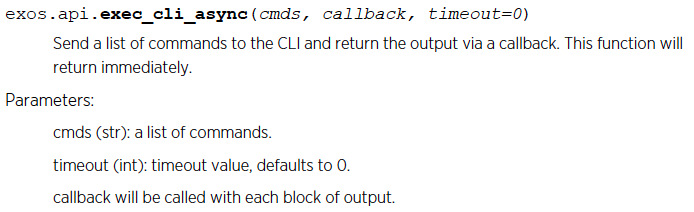 exos.api.exec_cli_async(cmds, callback, timeout=0)
Send a list of commands to the CLI and return the output via a callback. This function will
return immediately.
Parameters:
cmds (str): a list of commands.
timeout (int): timeout value, defaults to 0.
callback will be called with each block of output.